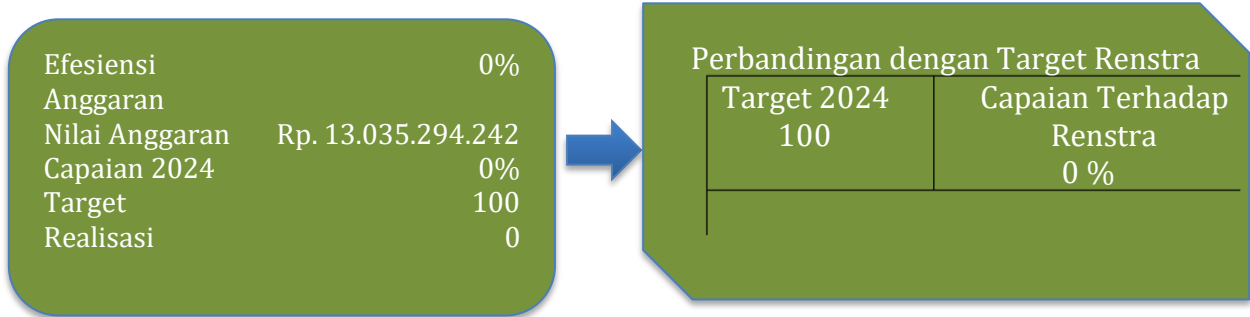 Efesiensi Anggaran 0%
Nilai Anggaran Rp. 13.035.294.242
Capaian 2024 0%
Target 100
Realisasi 0
Perbandingan dengan Target Renstra
Target 2024 Capaian Terhadap
100 Renstra
0 %